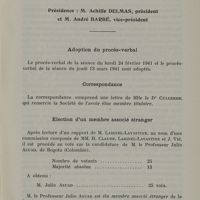 Présidence : M. Achille DELMAS, président
et M. André BARBÉ, vice-président
Adoption du procès-verbal
Le procès-verbal de la séance du lundi 24 février 1941 et le procès-
verbal de la séance du jeudi 13 mars 1941 sont adoptés.
Correspondance
La correspondance comprend une lettre de Mlle le Dr CULLERRE,
qui remercie la Société de l'avoir élue membre titulaire.
Election d'un membre associé étranger
Après lecture d'un rapport de M. LAIGNEL-LAVASTINE, au nom d'une
commission composée de MM. H. CLAUDE, LAIGNEL-LAVASTINE et J. VIÉ,
il est procédé au vote sur la candidature de M. le Professeur Julio
de Bogota (Colombie).
Nombre de votants 25
Majorité absolue 13
A obtenu :
M. Julio 25 voix.
M. le Professeur Julio est élu membre associé étranger de la